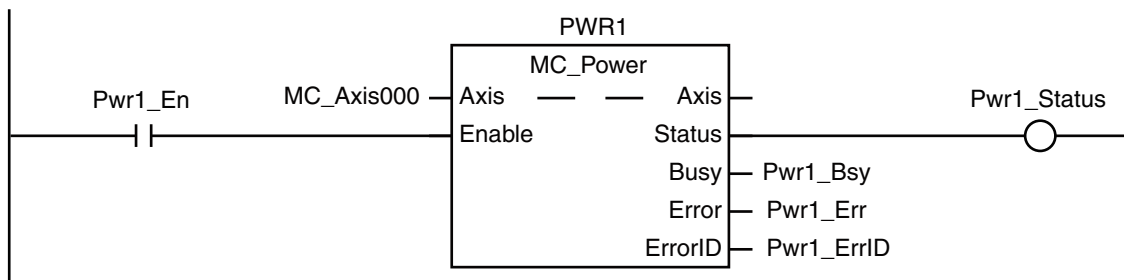 PWR1
MC_Power
Pwr1_En
MC_Axis000
Axis
Axis
Pwr1_Status
Enable
Status
Busy
Pwr1_Bsy
Error
Pwr1_Err
ErrorID
Pwr1_ErrID